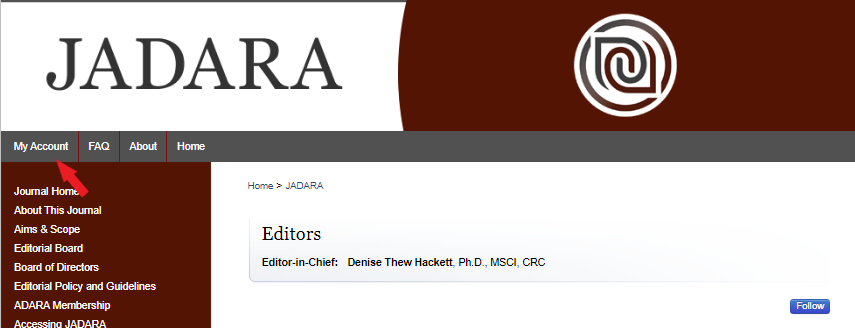 JADARA
My Account FAQ About Home
Journal Home
About This Journal
Aims & Scope
Editorial Board
Board of Directors
Editorial Policy and Guidelines
ADARA Membership
Accessing JADARA
Home > JADARA
Editors
Editor-in-Chief: Denise Thew Hackett, Ph.D., MSCI, CRC
Follow